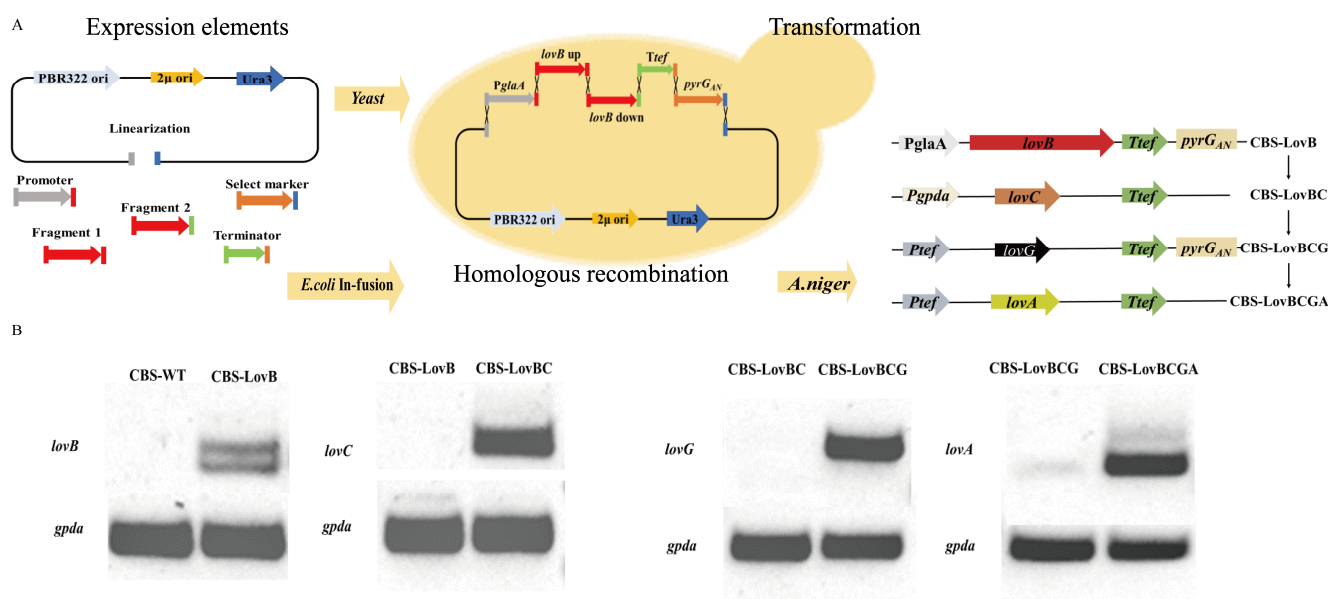 A
Expression elements
Transformation
PBR322 ori
2μ ori
Ura3
Linearization
Promoter
Select marker
Fragment 2
Fragment 1
Terminator
Yeast
E.coli In-fusion
PglaA
lovB up
lovB down
Ttef
pyrGAN
PBR322 ori
2μ ori
Ura3
Homologous recombination
A.niger
PglaA lovB Ttef pyrGAN CBS-LovB
Pgpda lovC Ttef CBS-LovBC
Ptef lovG Ttef pyrGAN CBS-LovBCG
Ptef lovA Ttef CBS-LovBCGA
B
CBS-WT CBS-LovB
lovB
gpda
CBS-LovB CBS-LovBC
lovC
gpda
CBS-LovBC CBS-LovBCG
lovG
gpda
CBS-LovBCG CBS-LovBCGA
lovA
gpda